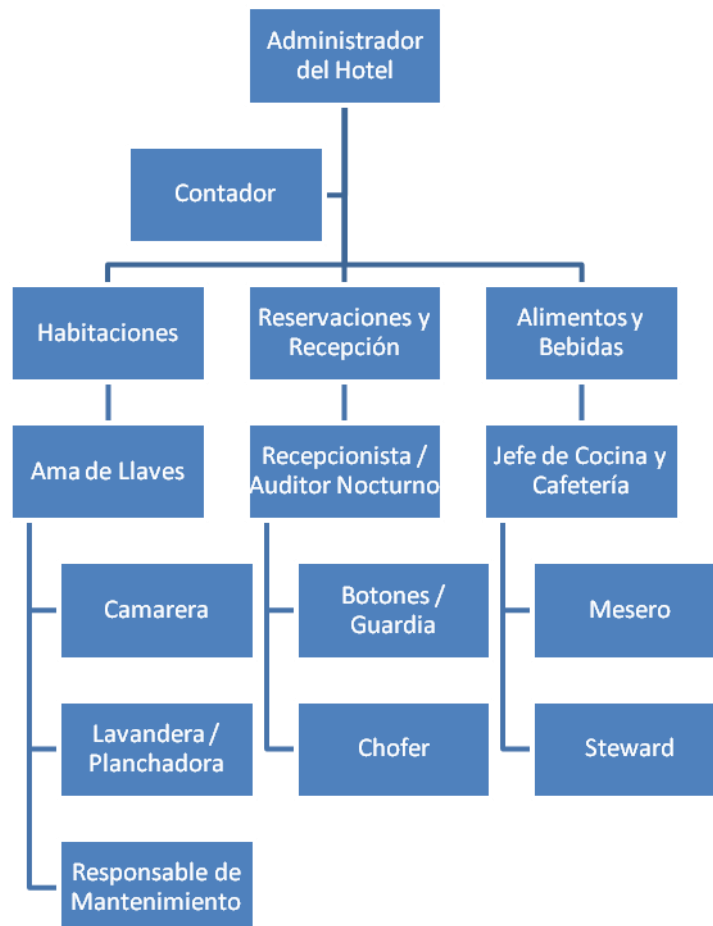 Administrador
del Hotel
Contador
Habitaciones
Reservaciones y
Recepción
Alimentos y
Bebidas
Ama de Llaves
Recepcionista /
Auditor Nocturno
Jefe de Cocina y
Cafetería
Camarera
Botones /
Guardia
Mesero
Lavandera /
Planchadora
Chofer
Steward
Responsable de
Mantenimiento